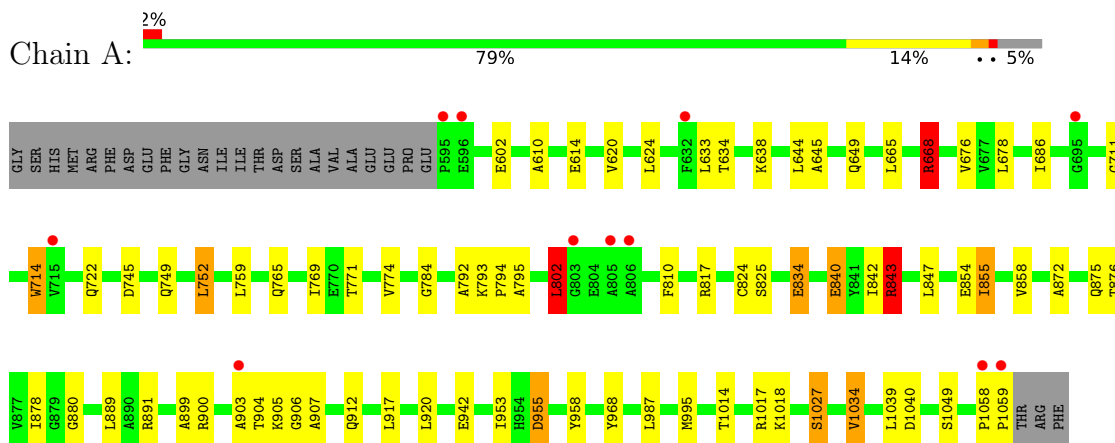 2%
Chain A:
79% 14% •• 5%
GLY SER HIS MET ARG PHE ASP GLU PHE GLY ASN ILE ILE THR ASP SER ALA VAL ALA GLU GLU PRO GLU P595 E596 E602 A610 E614 V620 L624 F632 L633 T634 K638 L644 A645 Q649 L665 R668 V676 V677 L678 I686 G695
W714 V715 Q722 D745 Q749 L752 L759 Q765 I769 E770 T771 V774 G784 A792 K793 P794 A795 L802 G803 E804 A805 A806 F810 R817 C824 S825 E834 E840 Y841 I842 R843 L847 E854 I855 V858 A872 Q875 T876
V877 I878 G879 G880 L889 A890 R891 A899 R900 A903 T904 K905 G906 A907 Q912 L917 L920 E942 I953 H954 D955 Y958 Y968 L987 M995 T1014 R1017 K1018 S1027 V1034 L1039 D1040 S1049 P1058 P1059 THR ARG PHE